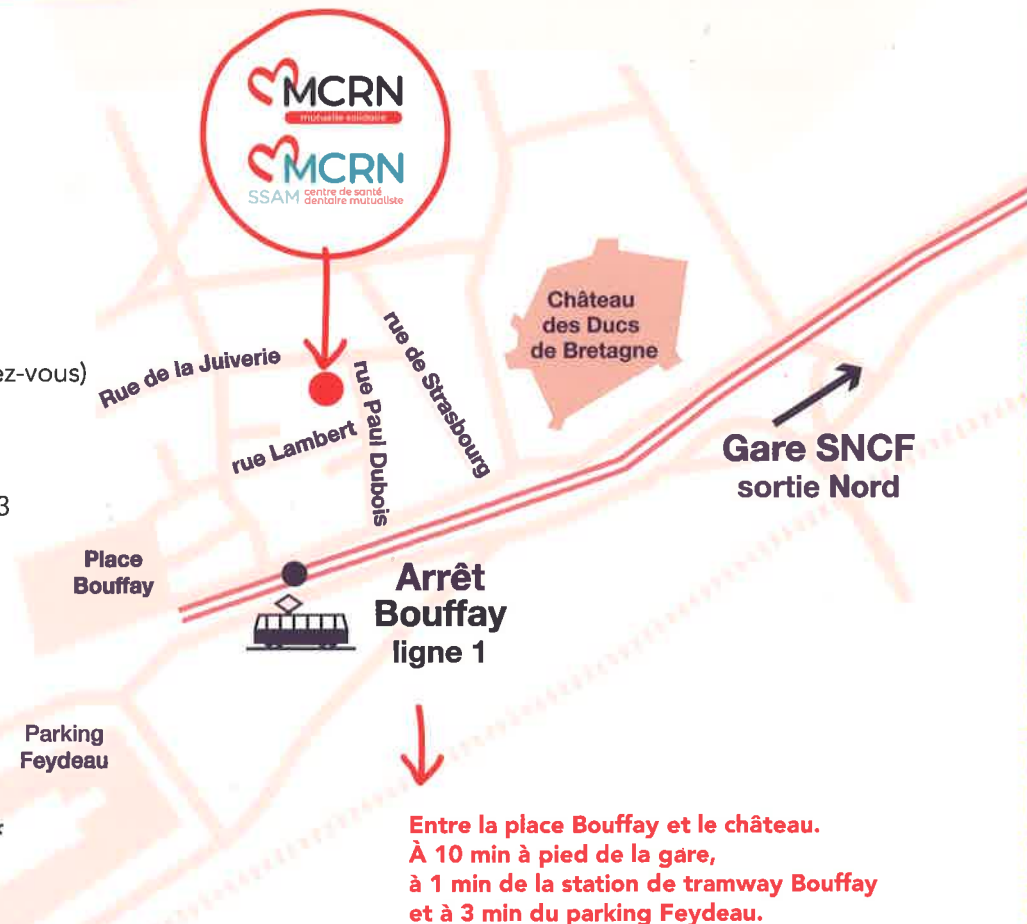 MCRN
mutuelle solidaire
MCRN
SSAM centre de santé
dentaire mutualiste
Château
des Ducs
de Bretagne
ez-vous)
Rue de la Juiverie
rue de Strasbourg
rue Paul Dubois
rue Lambert
Gare SNCF
sortie Nord
3
Place
Bouffay
Arrêt
Bouffay
ligne 1
Parking
Feydeau
Entre la place Bouffay et le château.
À 10 min à pied de la gare,
à 1 min de la station de tramway Bouffay
et à 3 min du parking Feydeau.